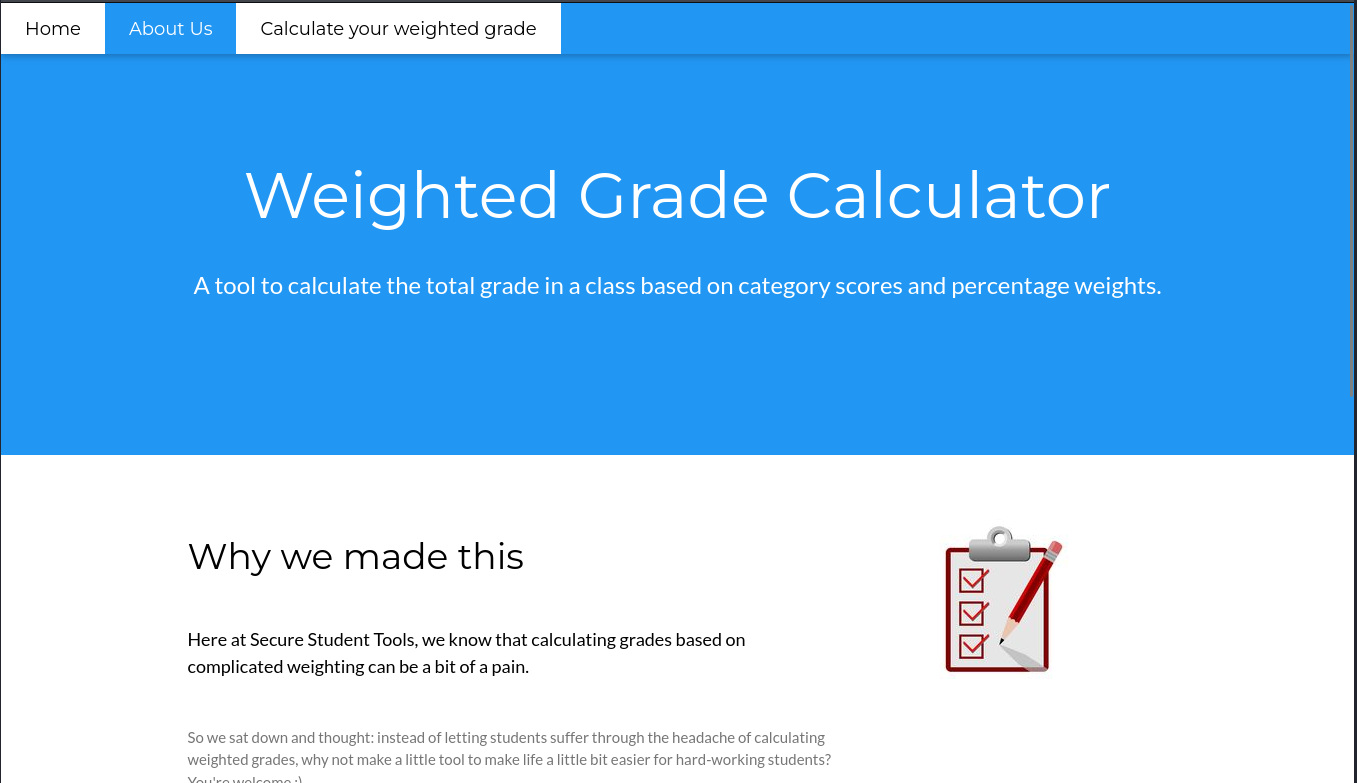 Home
About Us
Calculate your weighted grade
Weighted Grade Calculator
A tool to calculate the total grade in a class based on category scores and percentage weights.
Why we made this
Here at Secure Student Tools, we know that calculating grades based on
complicated weighting can be a bit of a pain.
So we sat down and thought: instead of letting students suffer through the headache of calculating
weighted grades, why not make a little tool to make life a little bit easier for hard-working students?
You're welcome :)